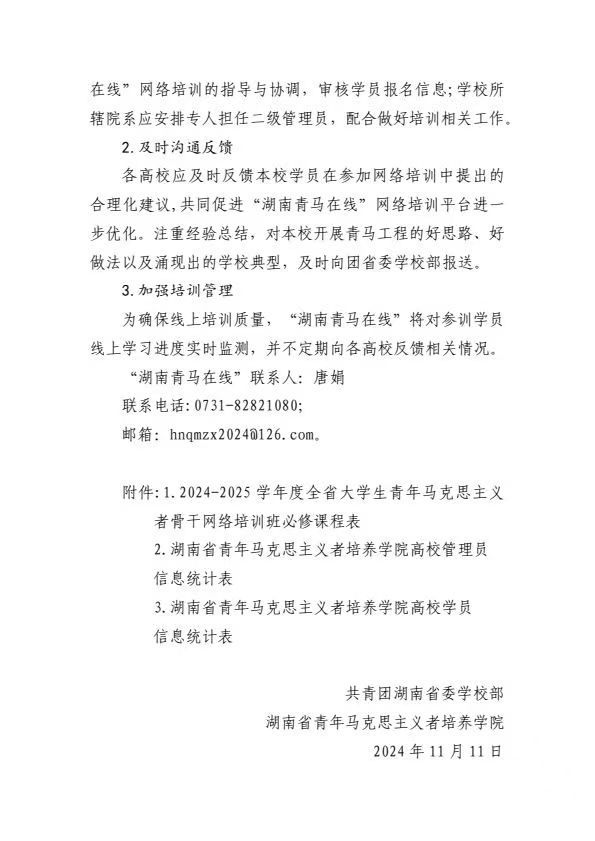 在线”网络培训的指导与协调，审核学员报名信息;学校所
辖院系应安排专人担任二级管理员，配合做好培训相关工作。
2.及时沟通反馈
各高校应及时反馈本校学员在参加网络培训中提出的
合理化建议,共同促进“湖南青马在线”网络培训平台进一
步优化。注重经验总结，对本校开展青马工程的好思路、好
做法以及涌现出的学校典型，及时向团省委学校部报送。
3.加强培训管理
为确保线上培训质量，“湖南青马在线”将对参训学员
线上学习进度实时监测，并不定期向各高校反馈相关情况。
“湖南青马在线”联系人：唐娟
联系电话:0731-82821080;
邮箱：hnqmzx2024@126.com。
附件:1.2024-2025 学年度全省大学生青年马克思主义
者骨干网络培训班必修课程表
2.湖南省青年马克思主义者培养学院高校管理员
信息统计表
3.湖南省青年马克思主义者培养学院高校学员
信息统计表
共青团湖南省委学校部
湖南省青年马克思主义者培养学院
2024 年 11 月 11 日